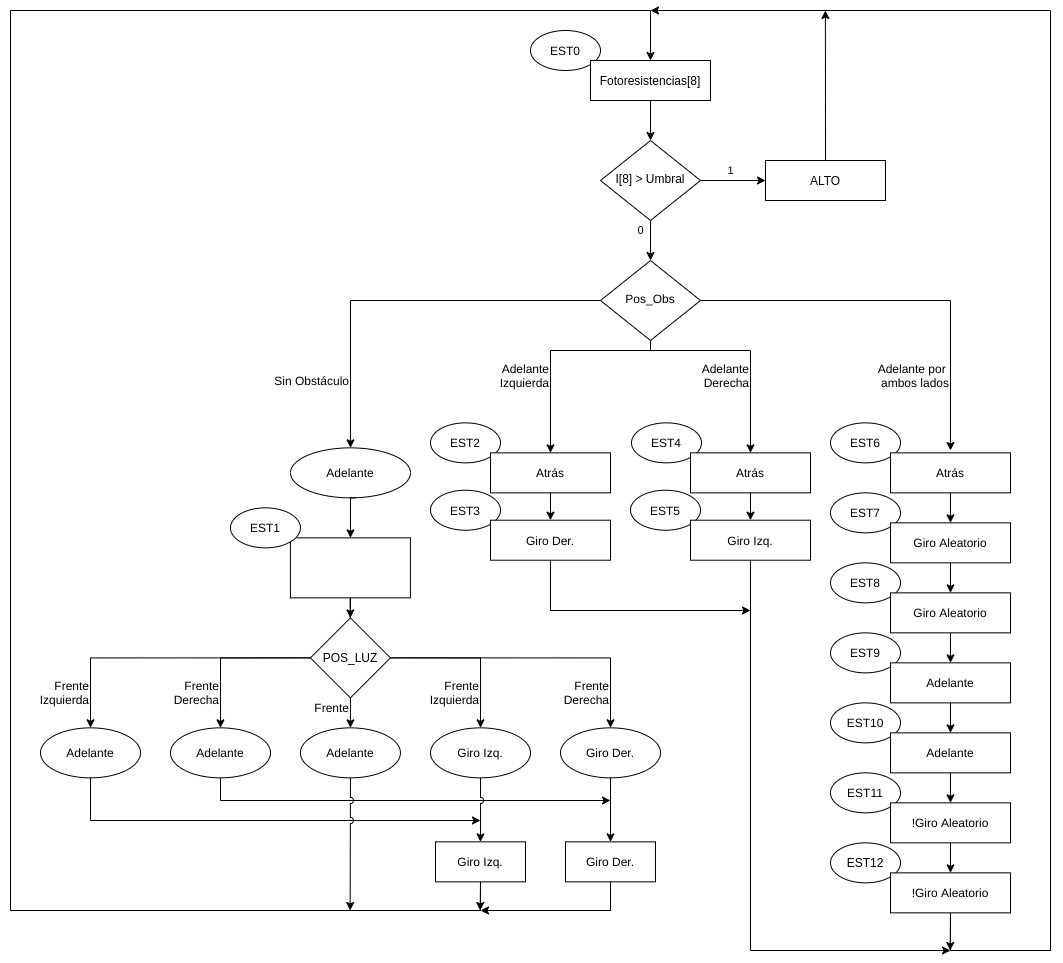 EST0
Fotoresistencias[8]
I[8] > Umbral
1
ALTO
0
Pos_Obs
Sin Obstáculo
Adelante
Izquierda
Adelante
Derecha
Adelante por
ambos lados
Adelante
EST1
EST2
Atrás
EST3
Giro Der.
EST4
Atrás
EST5
Giro Izq.
EST6
Atrás
EST7
Giro Aleatorio
EST8
Giro Aleatorio
EST9
Adelante
EST10
Adelante
EST11
!Giro Aleatorio
EST12
!Giro Aleatorio
POS_LUZ
Frente
Izquierda
Frente
Derecha
Frente
Frente
Izquierda
Frente
Derecha
Adelante
Adelante
Adelante
Giro Izq.
Giro Der.
Giro Izq.
Giro Der.